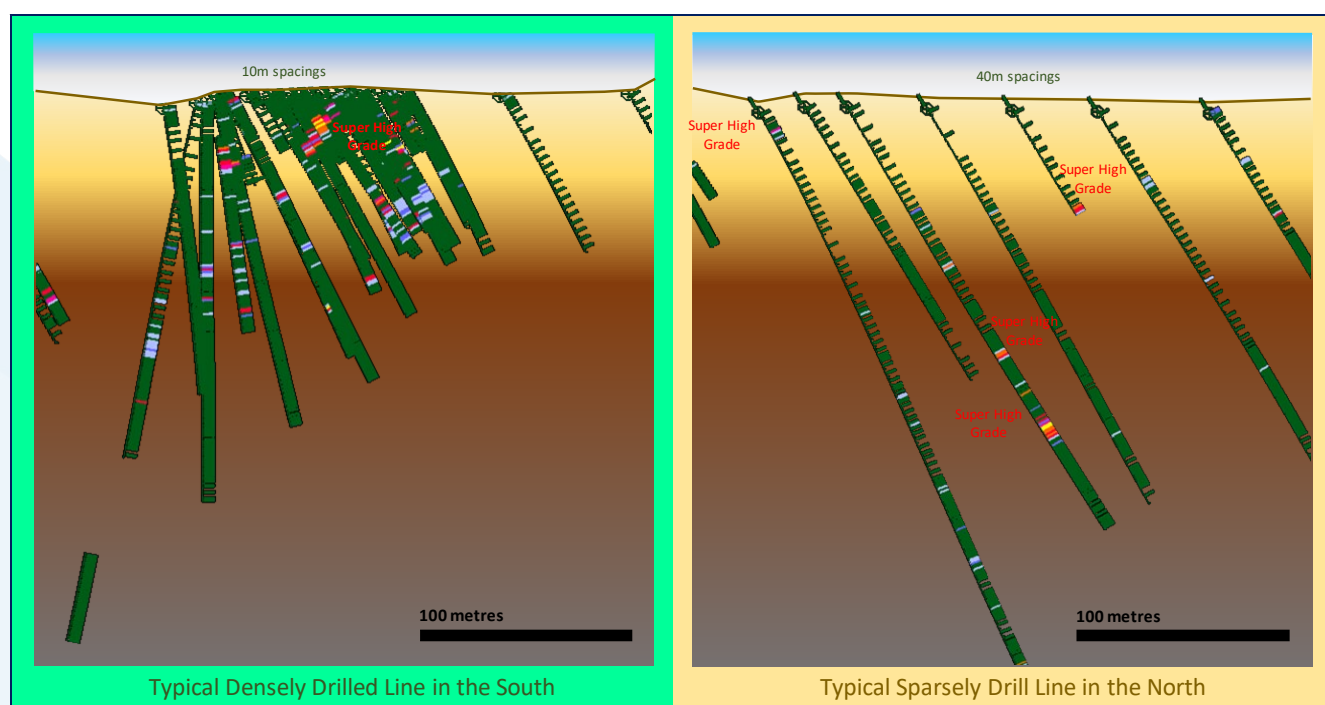 10m spacings
Super High
Grade
100 metres
Typical Densely Drilled Line in the South
40m spacings
Super High
Grade
Super High
Grade
Super High
Grade
Super High
Grade
100 metres
Typical Sparsely Drill Line in the North